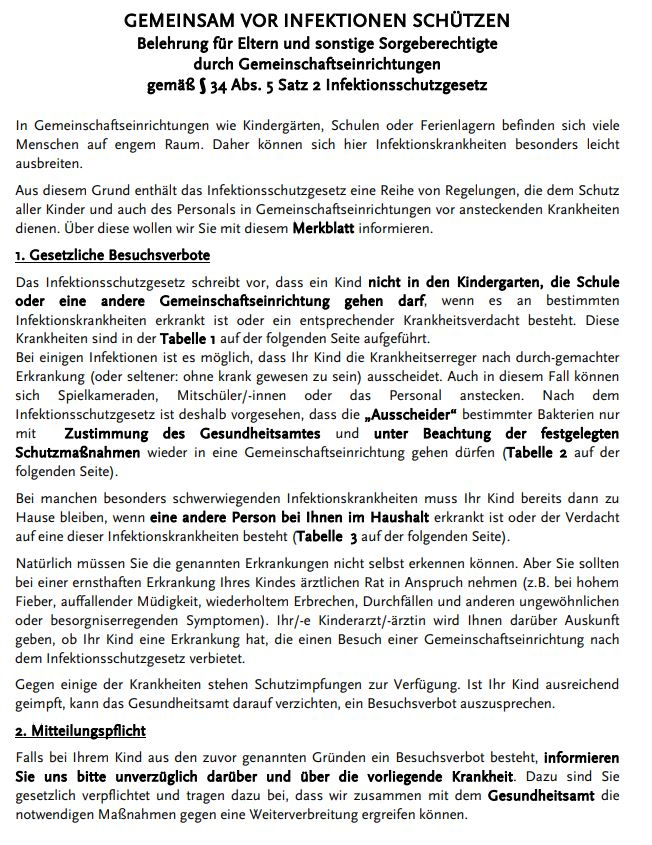 GEMEINSAM VOR INFEKTIONEN SCHÜTZEN
Belehrung für Eltern und sonstige Sorgeberechtigte
durch Gemeinschaftseinrichtungen
gemäß § 34 Abs. 5 Satz 2 Infektionsschutzgesetz
In Gemeinschaftseinrichtungen wie Kindergärten, Schulen oder Ferienlagern befinden sich viele
Menschen auf engem Raum. Daher können sich hier Infektionskrankheiten besonders leicht
ausbreiten.
Aus diesem Grund enthält das Infektionsschutzgesetz eine Reihe von Regelungen, die dem Schutz
aller Kinder und auch des Personals in Gemeinschaftseinrichtungen vor ansteckenden Krankheiten
dienen. Über diese wollen wir Sie mit diesem Merkblatt informieren.
1. Gesetzliche Besuchsverbote
Das Infektionsschutzgesetz schreibt vor, dass ein Kind nicht in den Kindergarten, die Schule
oder eine andere Gemeinschaftseinrichtung gehen darf, wenn es an bestimmten
Infektionskrankheiten erkrankt ist oder ein entsprechender Krankheitsverdacht besteht. Diese
Krankheiten sind in der Tabelle 1 auf der folgenden Seite aufgeführt.
Bei einigen Infektionen ist es möglich, dass Ihr Kind die Krankheitserreger nach durch-gemachter
Erkrankung (oder seltener: ohne krank gewesen zu sein) ausscheidet. Auch in diesem Fall können
sich Spielkameraden, Mitschüler/-innen oder das Personal anstecken. Nach dem
Infektionsschutzgesetz ist deshalb vorgesehen, dass die „Ausscheider“ bestimmter Bakterien nur
mit Zustimmung des Gesundheitsamtes und unter Beachtung der festgelegten
Schutzmaßnahmen wieder in eine Gemeinschaftseinrichtung gehen dürfen (Tabelle 2 auf der
folgenden Seite).
Bei manchen besonders schwerwiegenden Infektionskrankheiten muss Ihr Kind bereits dann zu
Hause bleiben, wenn eine andere Person bei Ihnen im Haushalt erkrankt ist oder der Verdacht
auf eine dieser Infektionskrankheiten besteht (Tabelle 3 auf der folgenden Seite).
Natürlich müssen Sie die genannten Erkrankungen nicht selbst erkennen können. Aber Sie sollten
bei einer ernsthaften Erkrankung Ihres Kindes ärztlichen Rat in Anspruch nehmen (z.B. bei hohem
Fieber, auffallender Müdigkeit, wiederholtem Erbrechen, Durchfällen und anderen ungewöhnlichen
oder besorgniserregenden Symptomen). Ihr/-e Kinderarzt/-ärztin wird Ihnen darüber Auskunft
geben, ob Ihr Kind eine Erkrankung hat, die einen Besuch einer Gemeinschaftseinrichtung nach
dem Infektionsschutzgesetz verbietet.
Gegen einige der Krankheiten stehen Schutzimpfungen zur Verfügung. Ist Ihr Kind ausreichend
geimpft, kann das Gesundheitsamt darauf verzichten, ein Besuchsverbot auszusprechen.
2. Mitteilungspflicht
Falls bei Ihrem Kind aus den zuvor genannten Gründen ein Besuchsverbot besteht, informieren
Sie uns bitte unverzüglich darüber und über die vorliegende Krankheit. Dazu sind Sie
gesetzlich verpflichtet und tragen dazu bei, dass wir zusammen mit dem Gesundheitsamt die
notwendigen Maßnahmen gegen eine Weiterverbreitung ergreifen können.